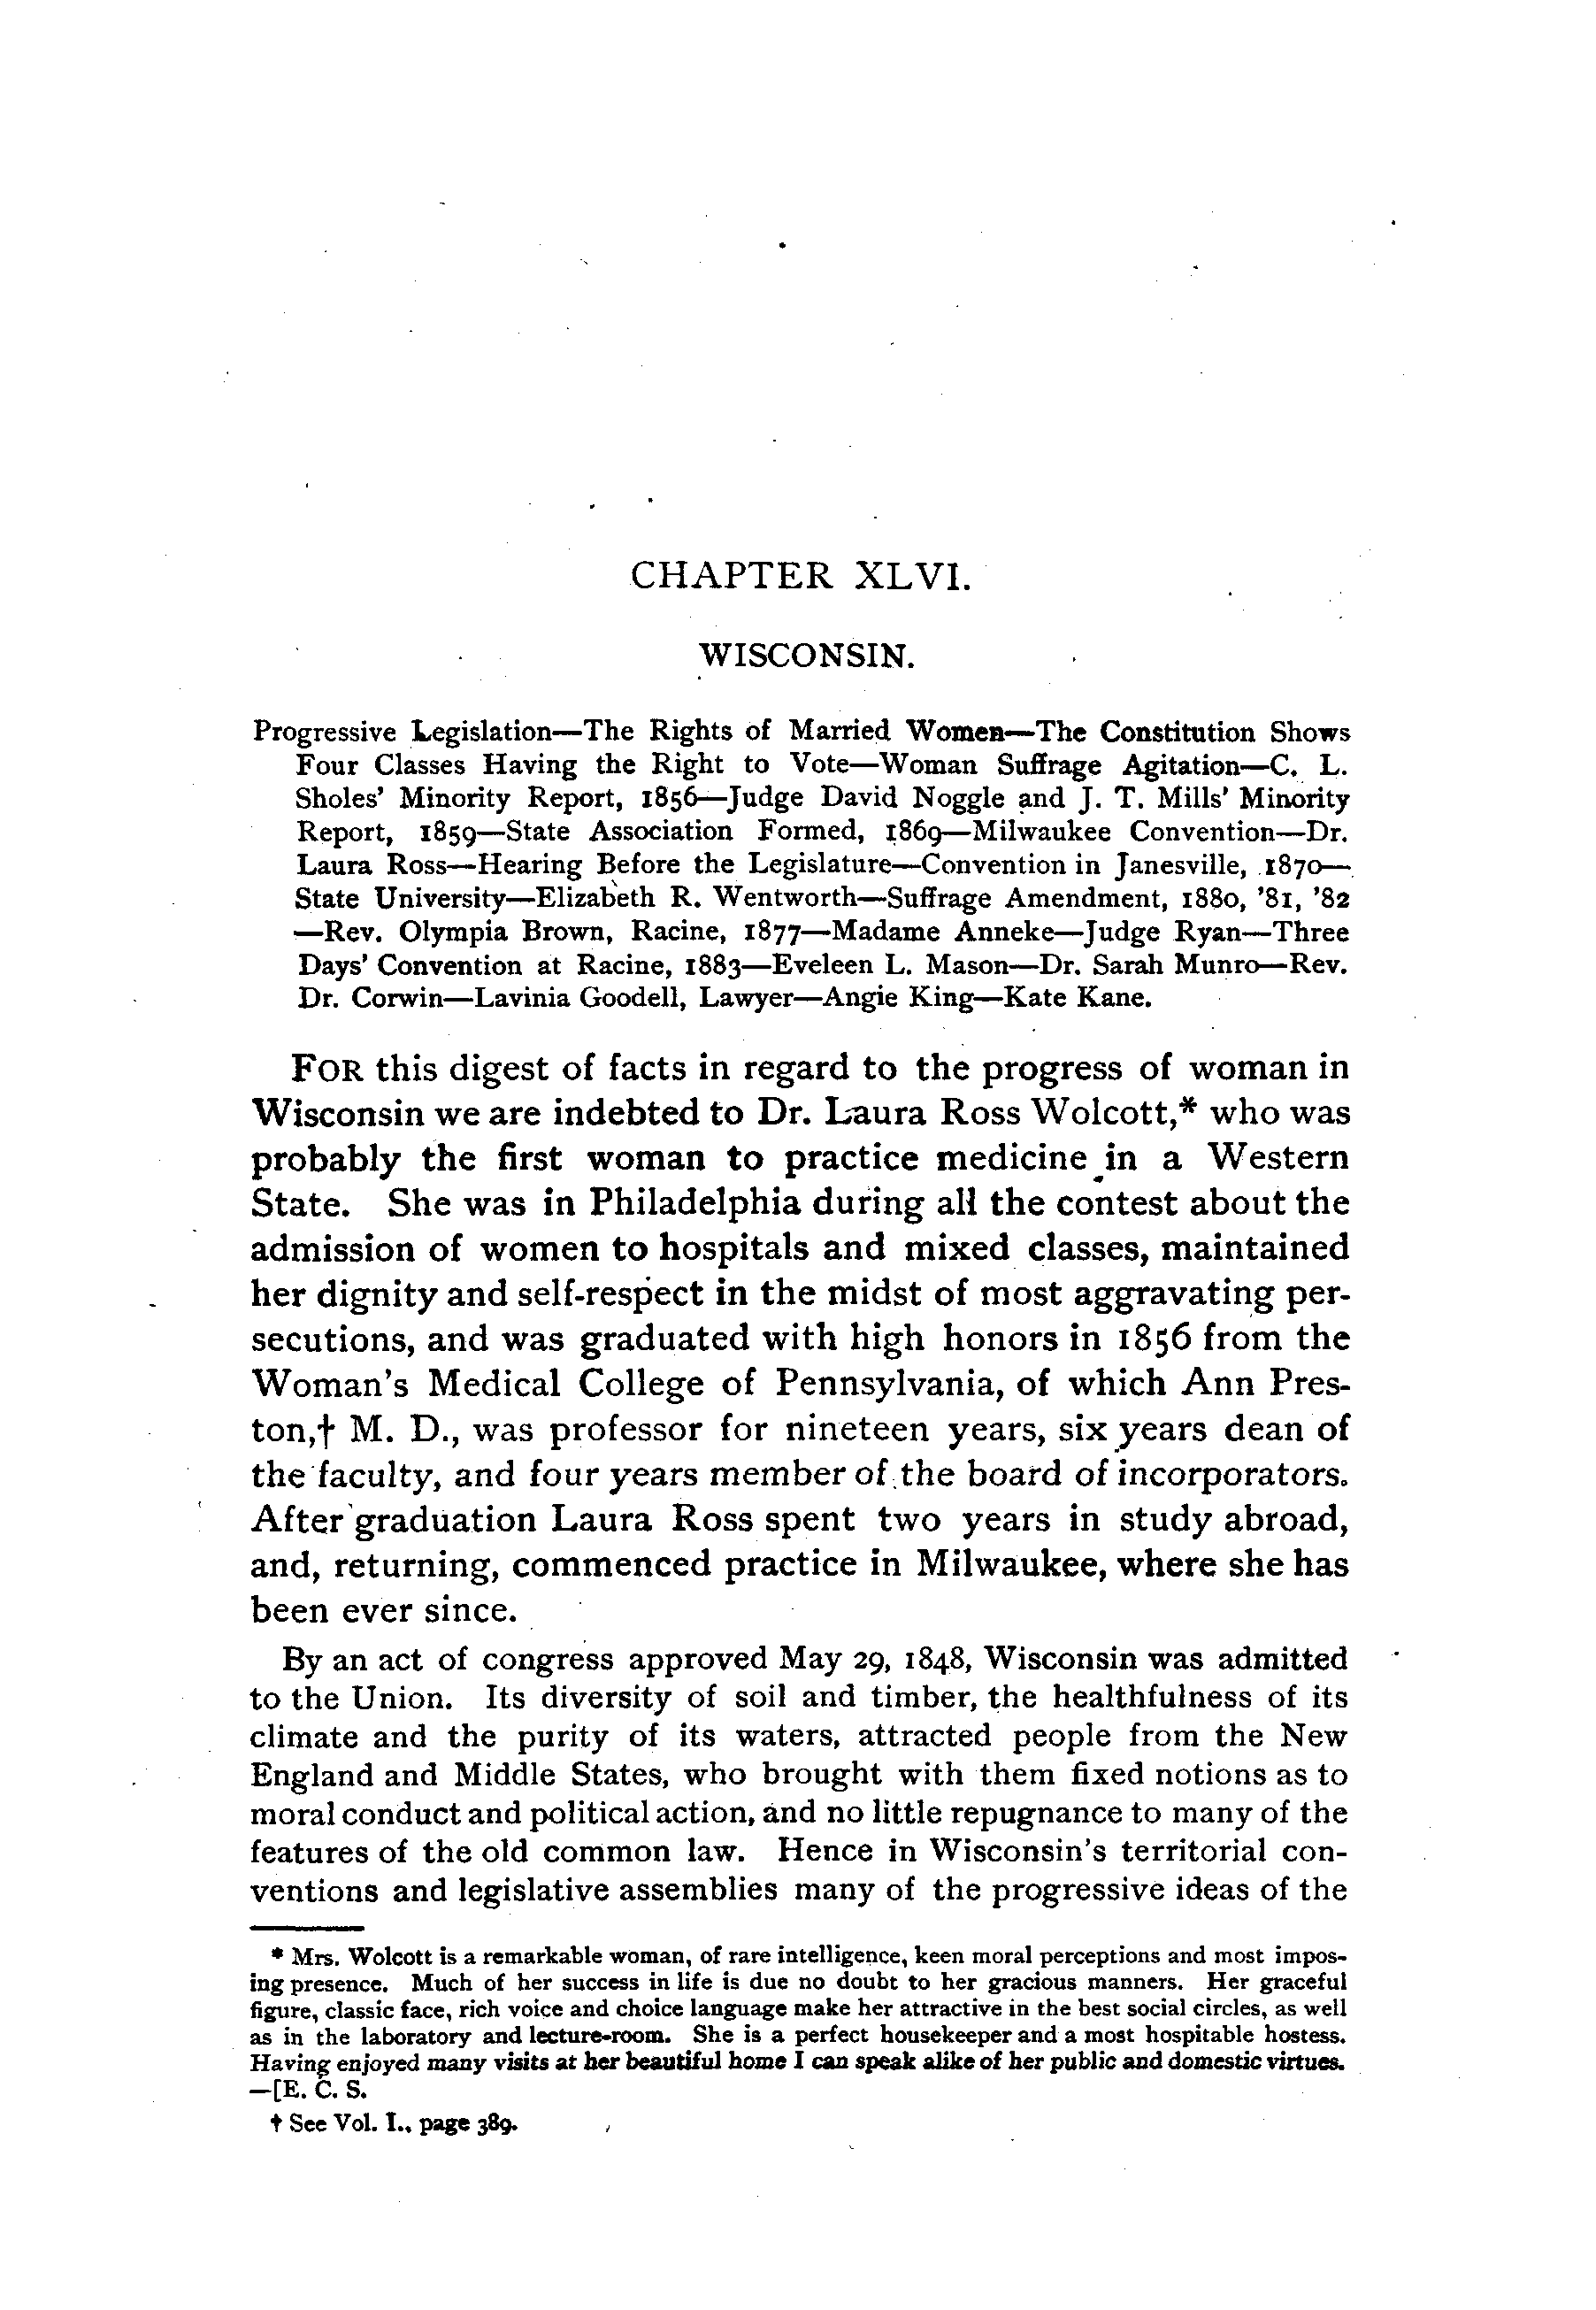 CHAPTER XLVI.
WISCONSIN.
Progressive Legislation—The Rights of Married Women—The Constitution Shows
Four Classes Having the Right to Vote—Woman Suffrage Agitation—C. L.
Sholes' Minority Report, 1856—Judge David Noggle and J. T. Mills' Minority
Report, 1859—State Association Formed, 1869—Milwaukee Convention—Dr.
Laura Ross—Hearing Before the Legislature—Convention in Janesville, 1870—
State University—Elizabeth R. Wentworth—Suffrage Amendment, 1880, '81, '82
—Rev. Olympia Brown, Racine, 1877—Madame Anneke—Judge Ryan—Three
Days' Convention at Racine, 1883—Eveleen L. Mason—Dr. Sarah Munro—Rev.
Dr. Corwin—Lavinia Goodell, Lawyer—Angie King—Kate Kane.
FOR this digest of facts in regard to the progress of woman in
Wisconsin we are indebted to Dr. Laura Ross Wolcott,* who was
probably the first woman to practice medicine in a Western
State. She was in Philadelphia during all the contest about the
admission of women to hospitals and mixed classes, maintained
her dignity and self-respect in the midst of most aggravating per-
secutions, and was graduated with high honors in 1856 from the
Woman's Medical College of Pennsylvania, of which Ann Pres-
ton,† M. D., was professor for nineteen years, six years dean of
the faculty, and four years member of the board of incorporators.
After graduation Laura Ross spent two years in study abroad,
and, returning, commenced practice in Milwaukee, where she has
been ever since.
By an act of congress approved May 29, 1848, Wisconsin was admitted
to the Union. Its diversity of soil and timber, the healthfulness of its
climate and the purity of its waters, attracted people from the New
England and Middle States, who brought with them fixed notions as to
moral conduct and political action, and no little repugnance to many of the
features of the old common law. Hence in Wisconsin's territorial con-
ventions and legislative assemblies many of the progressive ideas of the
* Mrs. Wolcott is a remarkable woman, of rare intelligence, keen moral perceptions and most impos-
ing presence. Much of her success in life is due no doubt to her gracious manners. Her graceful
figure, classic face, rich voice and choice language make her attractive in the best social circles, as well
as in the laboratory and lecture-room. She is a perfect housekeeper and a most hospitable hostess.
Having enjoyed many visits at her beautiful home I can speak alike of her public and domestic virtues.
—[E. C. S.
† See Vol. I., page 389.